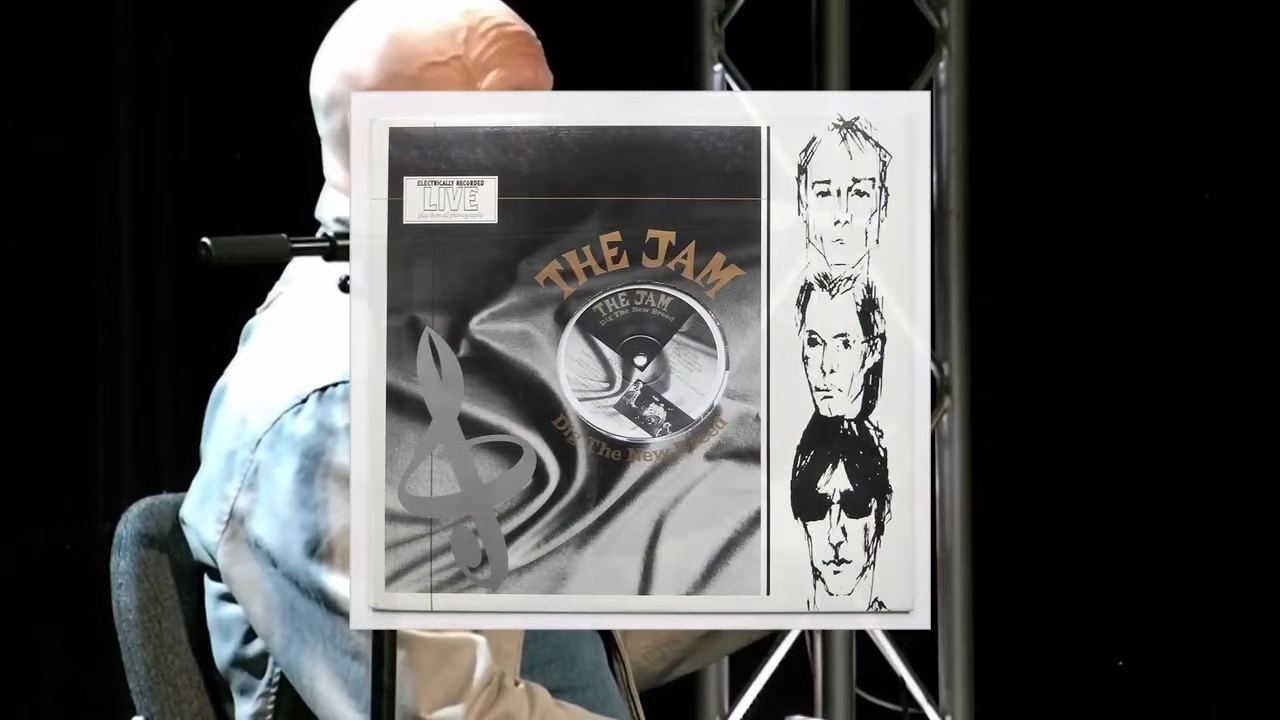 ELECTRICALLY RECORDED
LIVE
THE JAM
THE JAM
Dig The New Breed
Dig The New Breed